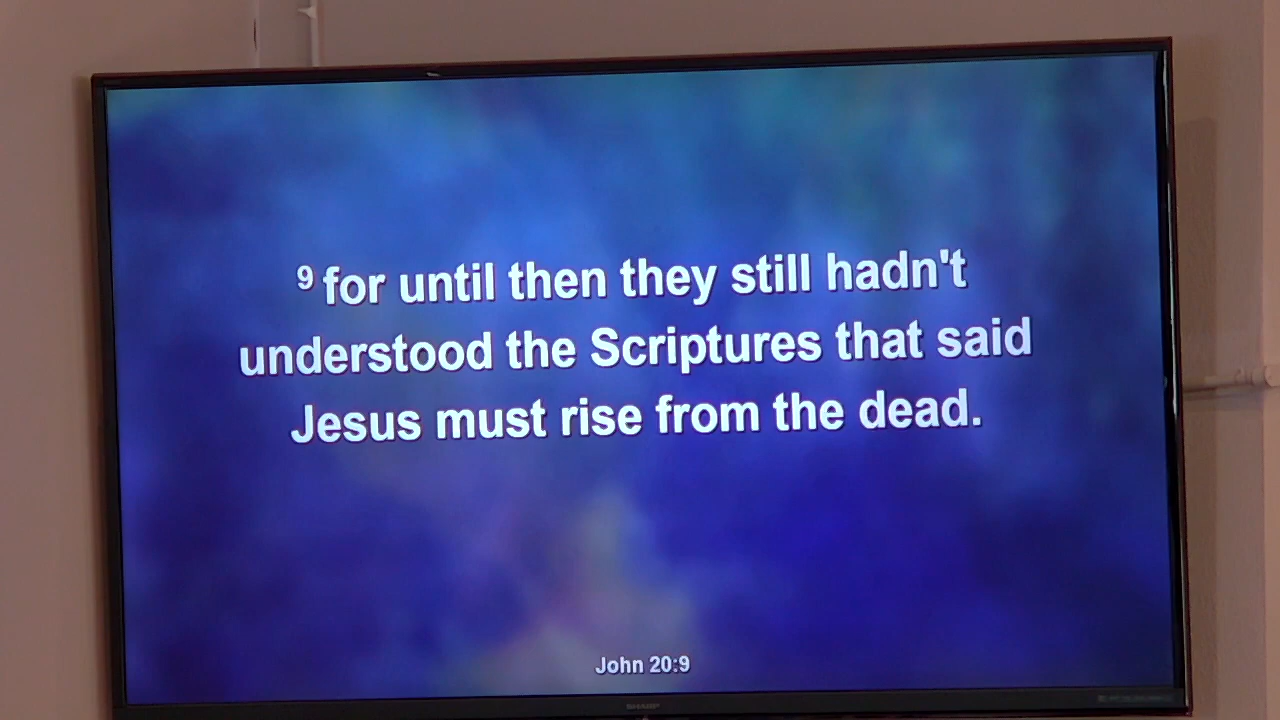 9 for until then they still hadn't
understood the Scriptures that said
Jesus must rise from the dead.
John 20:9
SHARP